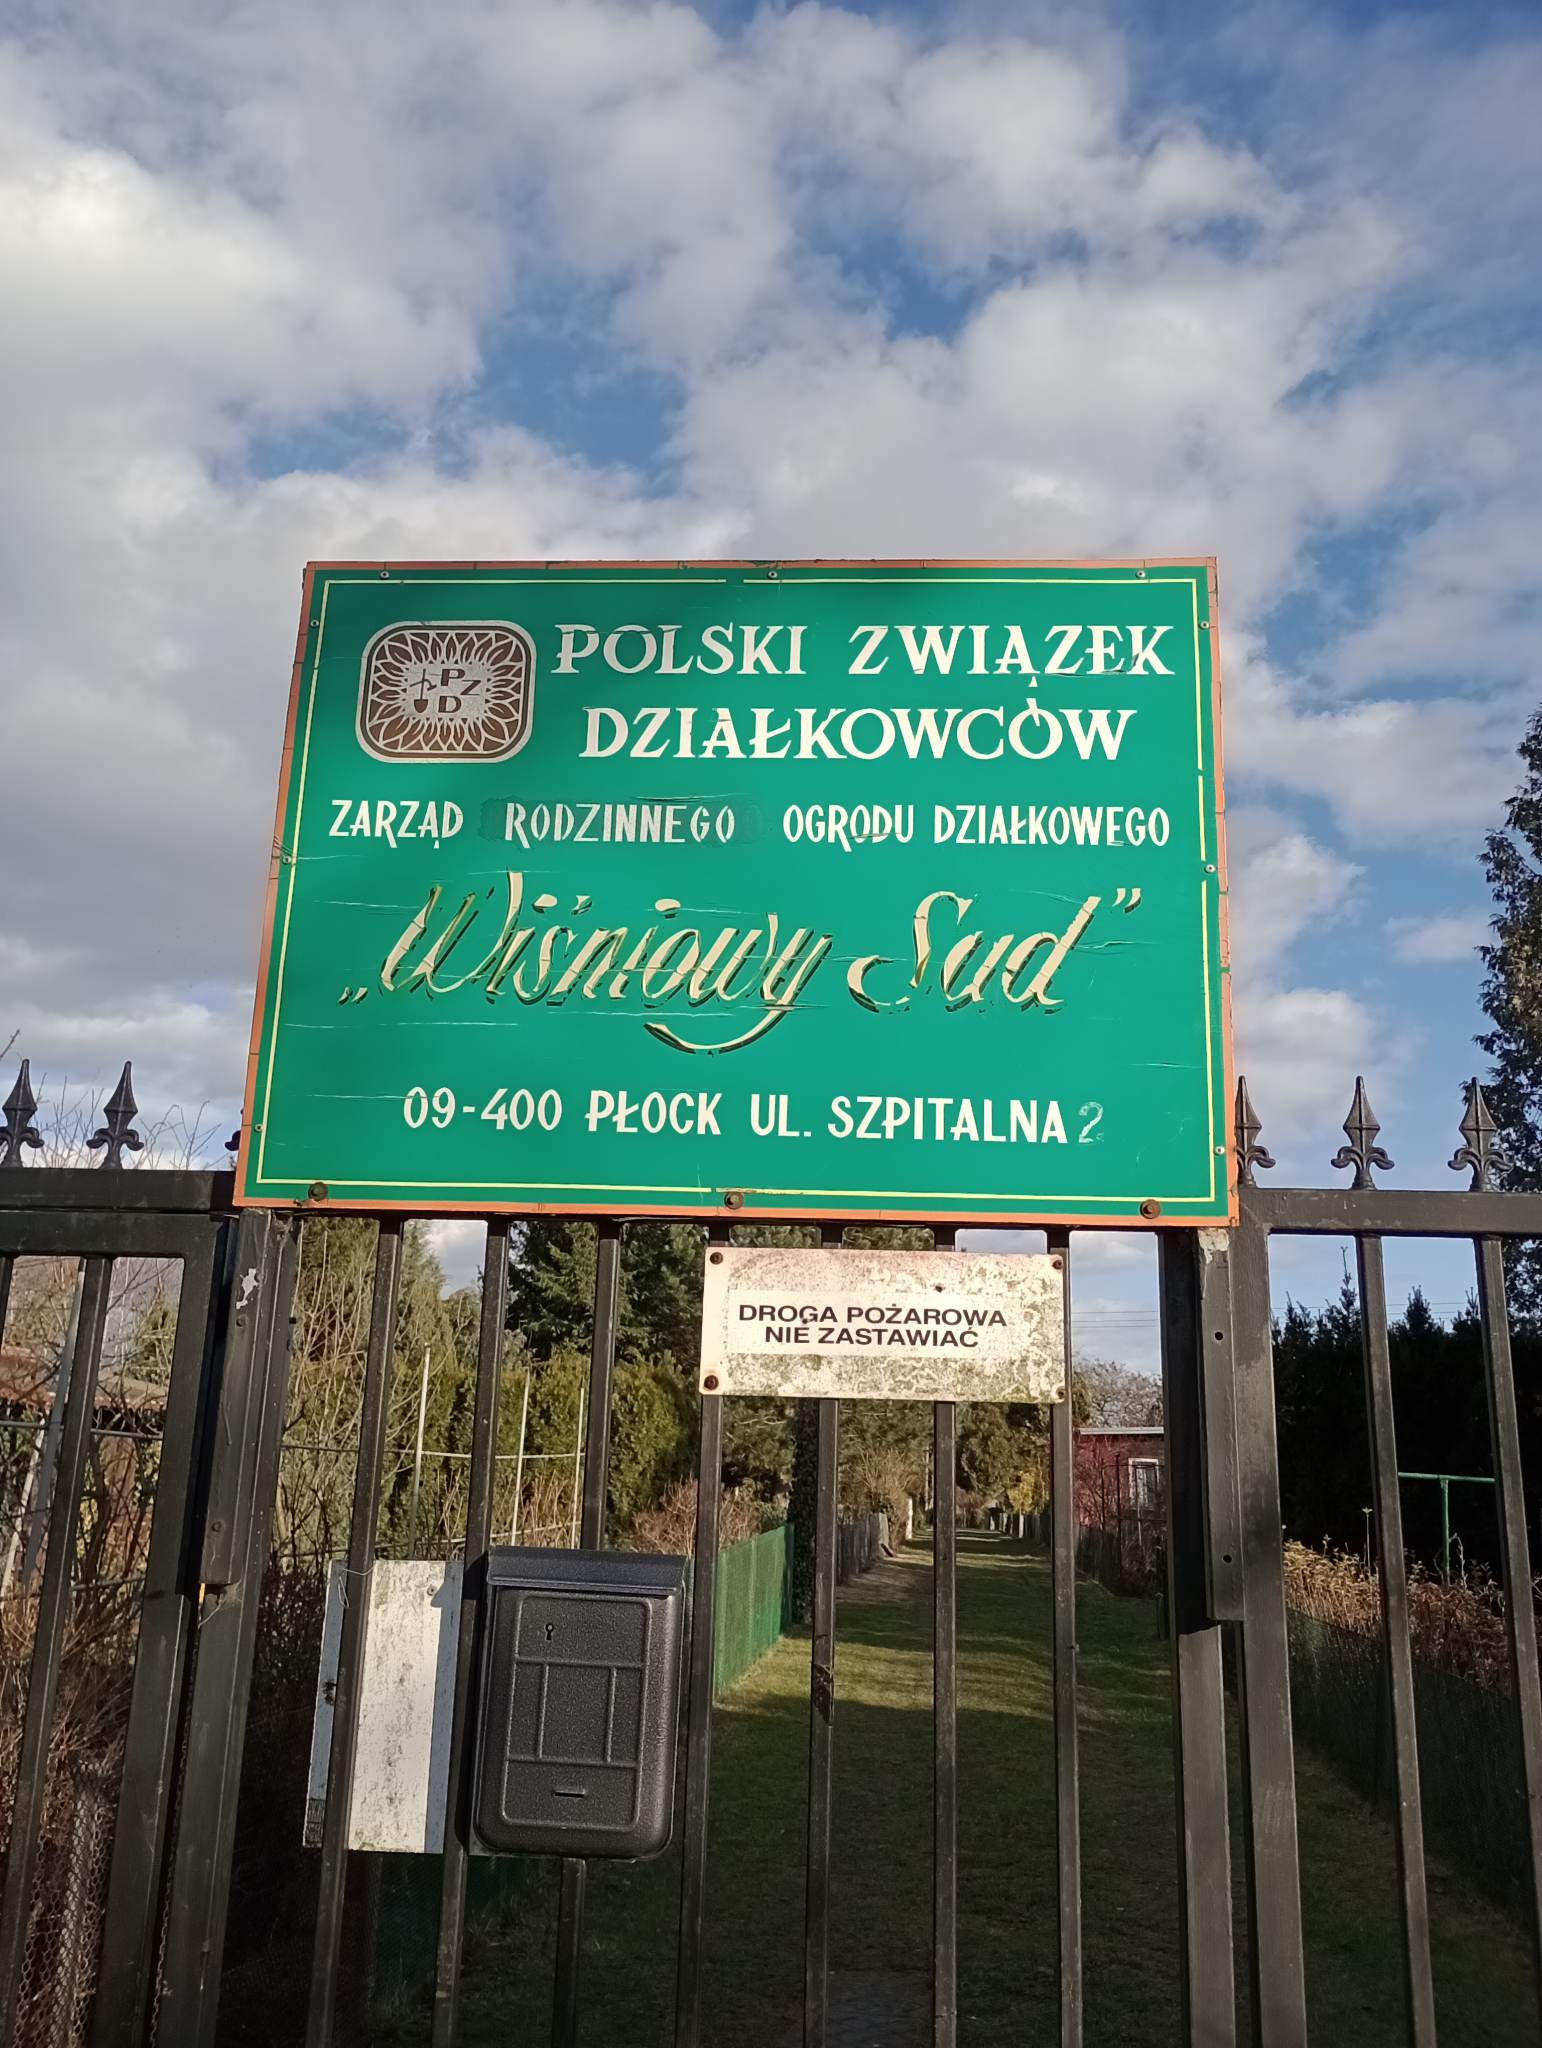 PZD
POLSKI ZWIĄZEK
DZIAŁKOWCÓW
ZARZĄD RODZINNEGO OGRODU DZIAŁKOWEGO
„Wiśniowy Sad”
09-400 PŁOCK UL. SZPITALNA 2
DROGA POŻAROWA
NIE ZASTAWIAĆ